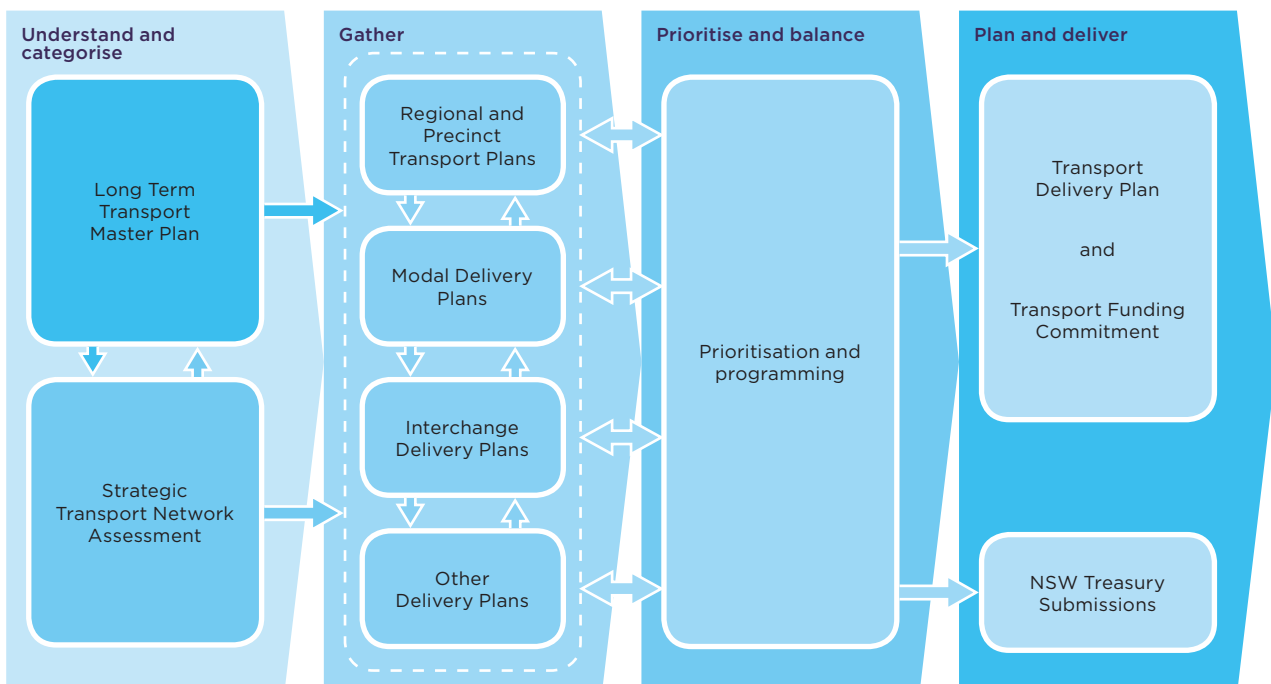 Understand and
categorise
Long Term
Transport
Master Plan
Strategic
Transport Network
Assessment
Gather
Regional and
Precinct
Transport Plans
Modal Delivery
Plans
Interchange
Delivery Plans
Other
Delivery Plans
Prioritise and balance
Prioritisation and
programming
Plan and deliver
Transport
Delivery Plan
and
Transport Funding
Commitment
NSW Treasury
Submissions